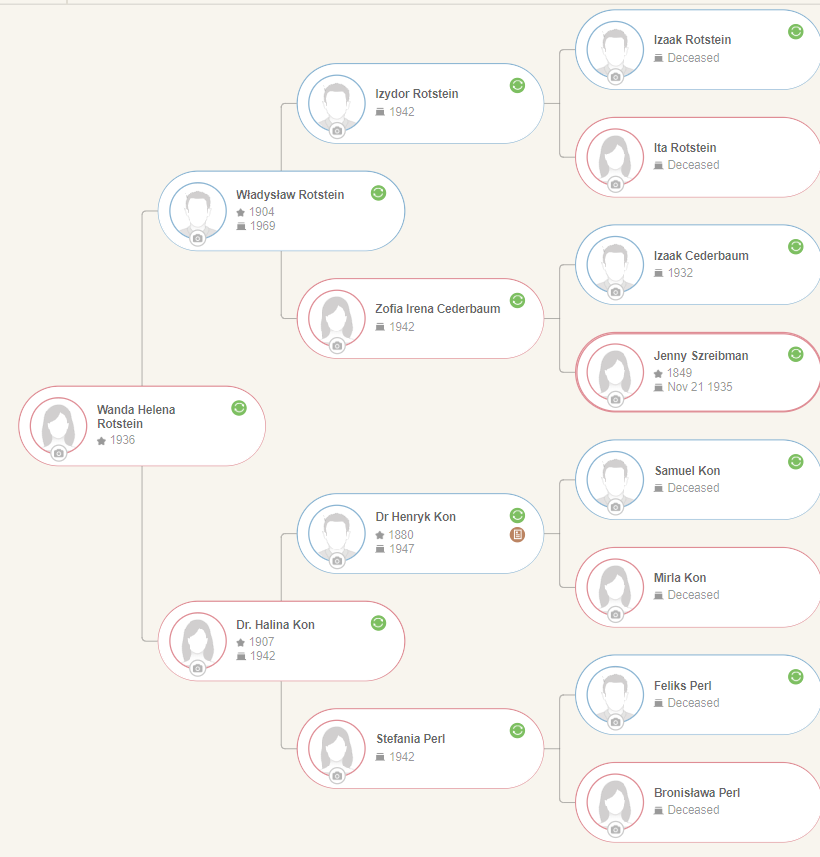 Izaak Rotstein
Deceased
Izydor Rotstein
1942
Ita Rotstein
Deceased
Władysław Rotstein
1904
1969
Izaak Cederbaum
1932
Zofia Irena Cederbaum
1942
Jenny Szreibman
1849
Nov 21 1935
Wanda Helena
Rotstein
1936
Samuel Kon
Deceased
Dr Henryk Kon
1880
1947
Mirla Kon
Deceased
Dr. Halina Kon
1907
1942
Feliks Perl
Deceased
Stefania Perl
1942
Bronisława Perl
Deceased